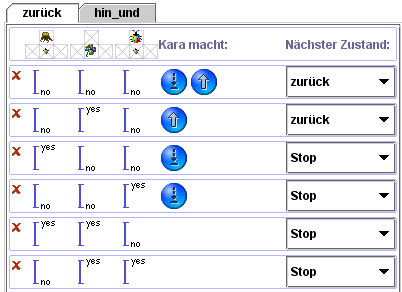 zurück hin_und
Kara macht: Nächster Zustand:
no no no zurück
no yes no zurück
yes no no Stop
no no yes Stop
yes yes no Stop
no yes yes Stop